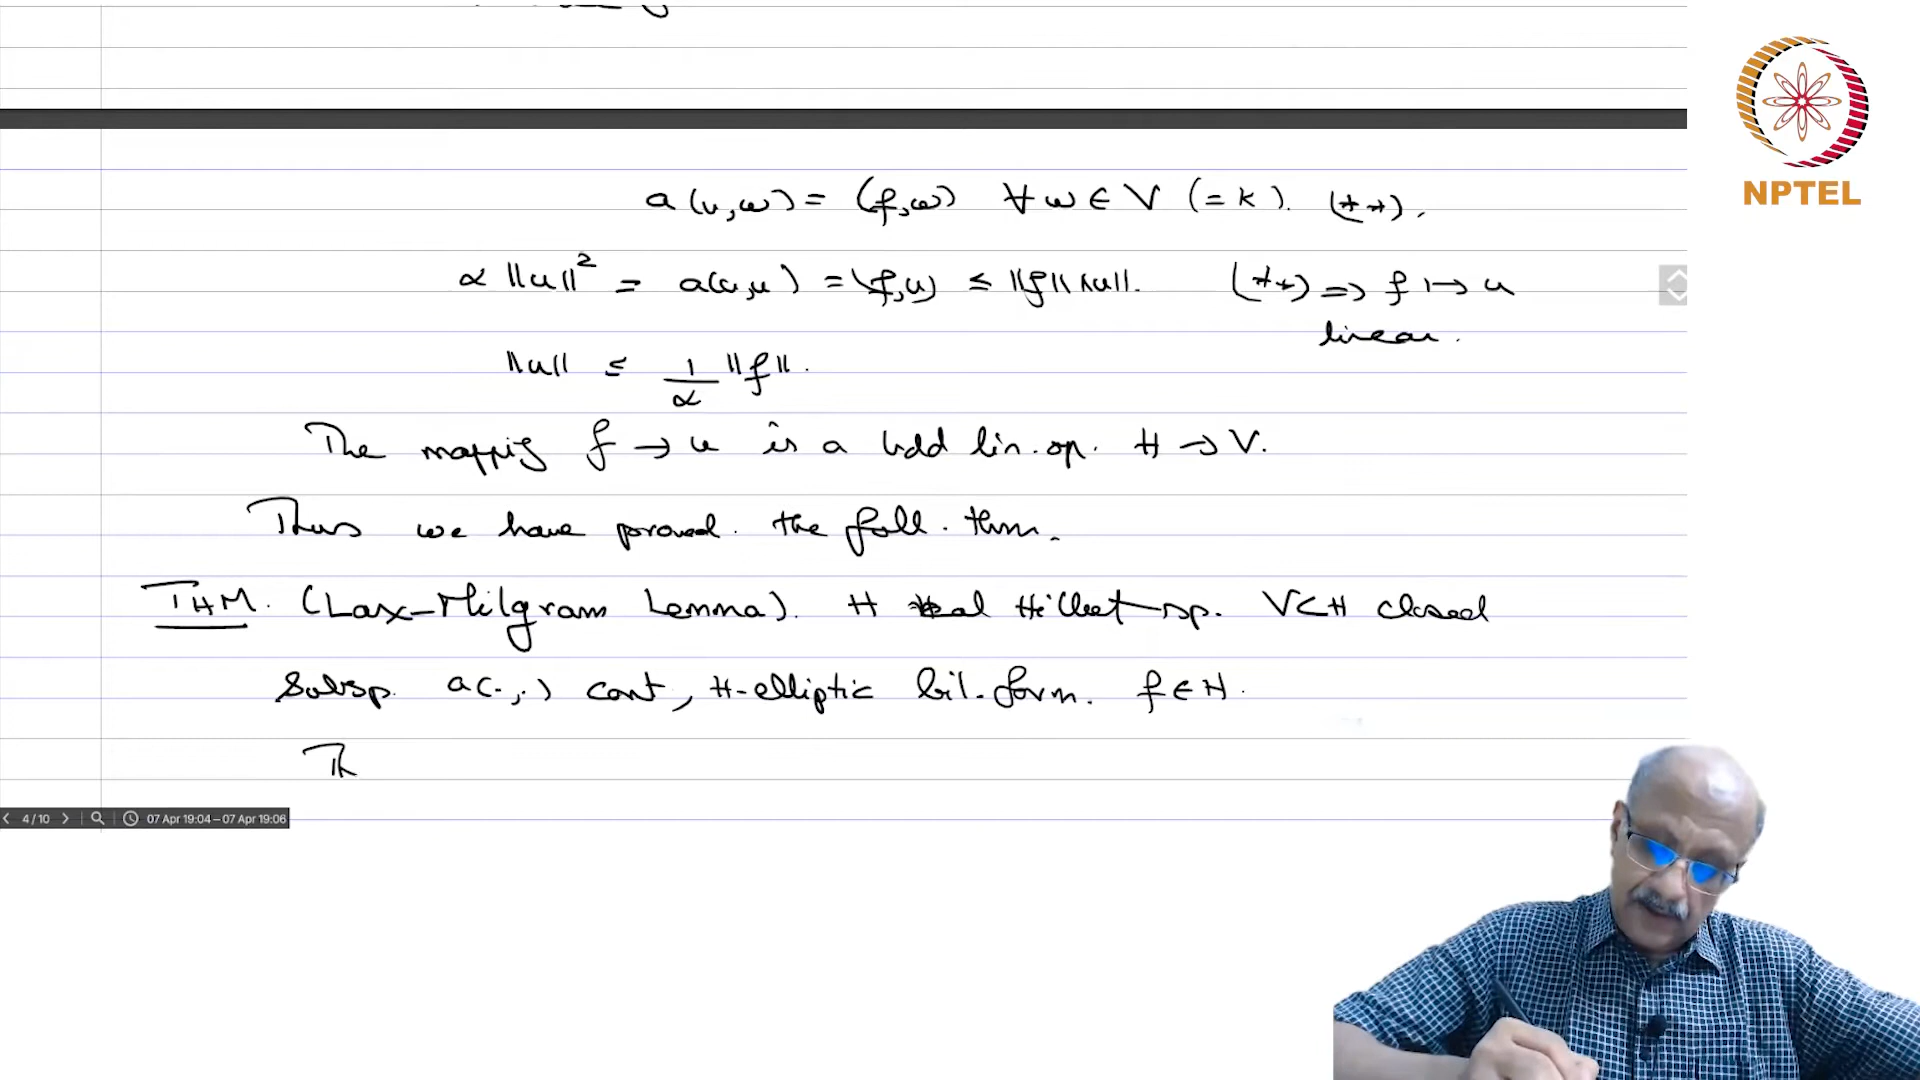 a(u,w) = (f,w) ∀ w ∈ V (= K). (**).
α ||u||² = a(u,u) = (f,u) ≤ ||f|| ||u||. (**) => f ↦ u
linear.
||u|| ≤ 1/α ||f||.
The mapping f → u is a bdd lin. op. H → V.
Thus we have proved. the foll. thm.
THM. (Lax-Milgram Lemma). H real Hilbert sp. V⊂H closed
subsp. a(.,.) cont, H-elliptic bil. form. f ∈ H.
Th
4/10 07 Apr 19:04 – 07 Apr 19:06
NPTEL